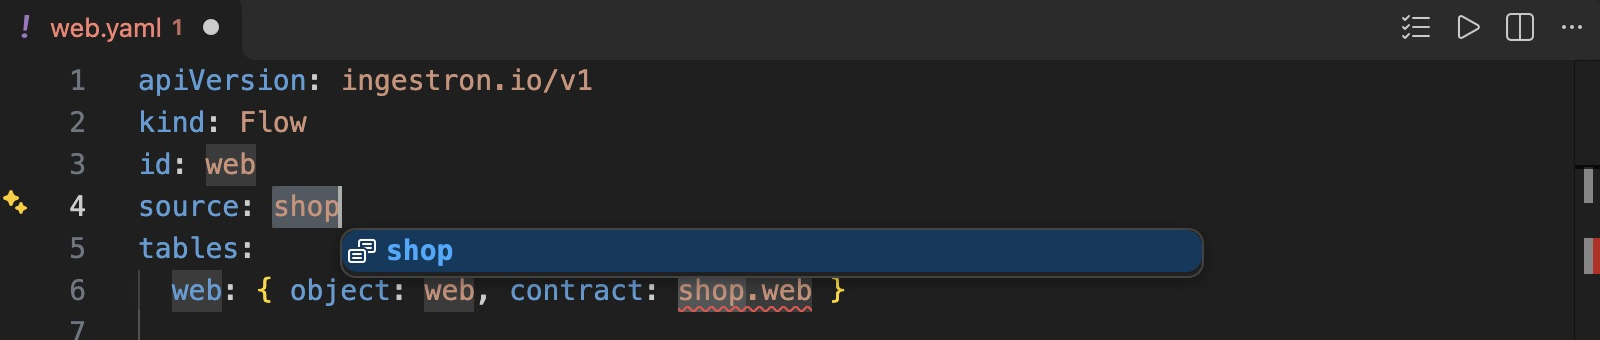 ! web.yaml 1
1 apiVersion: ingestron.io/v1
2 kind: Flow
3 id: web
4 source: shop
shop
5 tables:
6 web: { object: web, contract: shop.web }
7